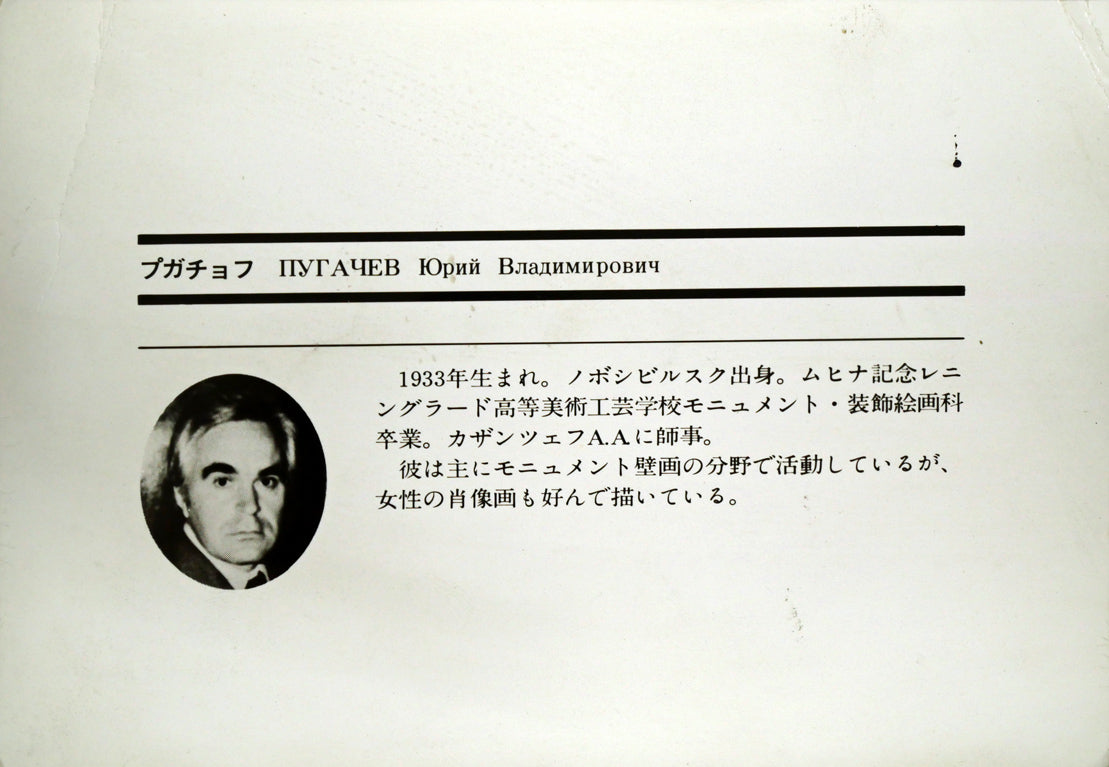 プガチョフ ПУГАЧЕВ Юрий Владимирович
1933年生まれ。ノボシビルスク出身。ムヒナ記念レニ
ングラード高等美術工芸学校モニュメント・装飾絵画科
卒業。カザンツェフA.A.に師事。
彼は主にモニュメント壁画の分野で活動しているが、
女性の肖像画も好んで描いている。